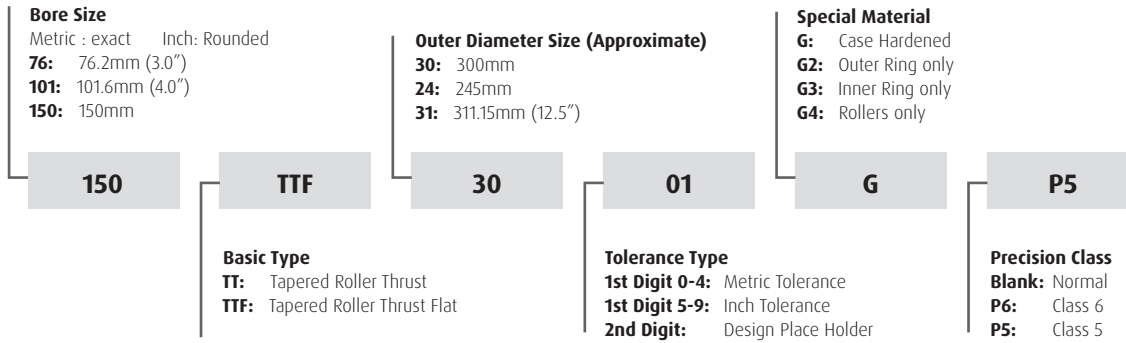 Bore Size
Metric : exact Inch: Rounded
76: 76.2mm (3.0”)
101: 101.6mm (4.0”)
150: 150mm
Outer Diameter Size (Approximate)
30: 300mm
24: 245mm
31: 311.15mm (12.5”)
Special Material
G: Case Hardened
G2: Outer Ring only
G3: Inner Ring only
G4: Rollers only
150 TTF 30 01 G P5
Basic Type
TT: Tapered Roller Thrust
TTF: Tapered Roller Thrust Flat
Tolerance Type
1st Digit 0-4: Metric Tolerance
1st Digit 5-9: Inch Tolerance
2nd Digit: Design Place Holder
Precision Class
Blank: Normal
P6: Class 6
P5: Class 5